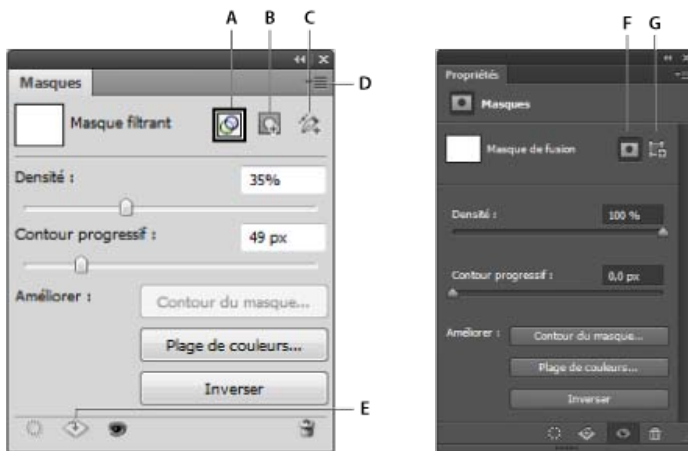 A B C
D
Masques
Masque filtrant
Densité :
35%
Contour progressif :
49 px
Améliorer :
Contour du masque...
Plage de couleurs...
Inverser
E
F G
Propriétés
Masques
Masque de fusion
Densité :
100 %
Contour progressif :
0,0 px
Améliorer :
Contour du masque...
Plage de couleurs...
Inverser